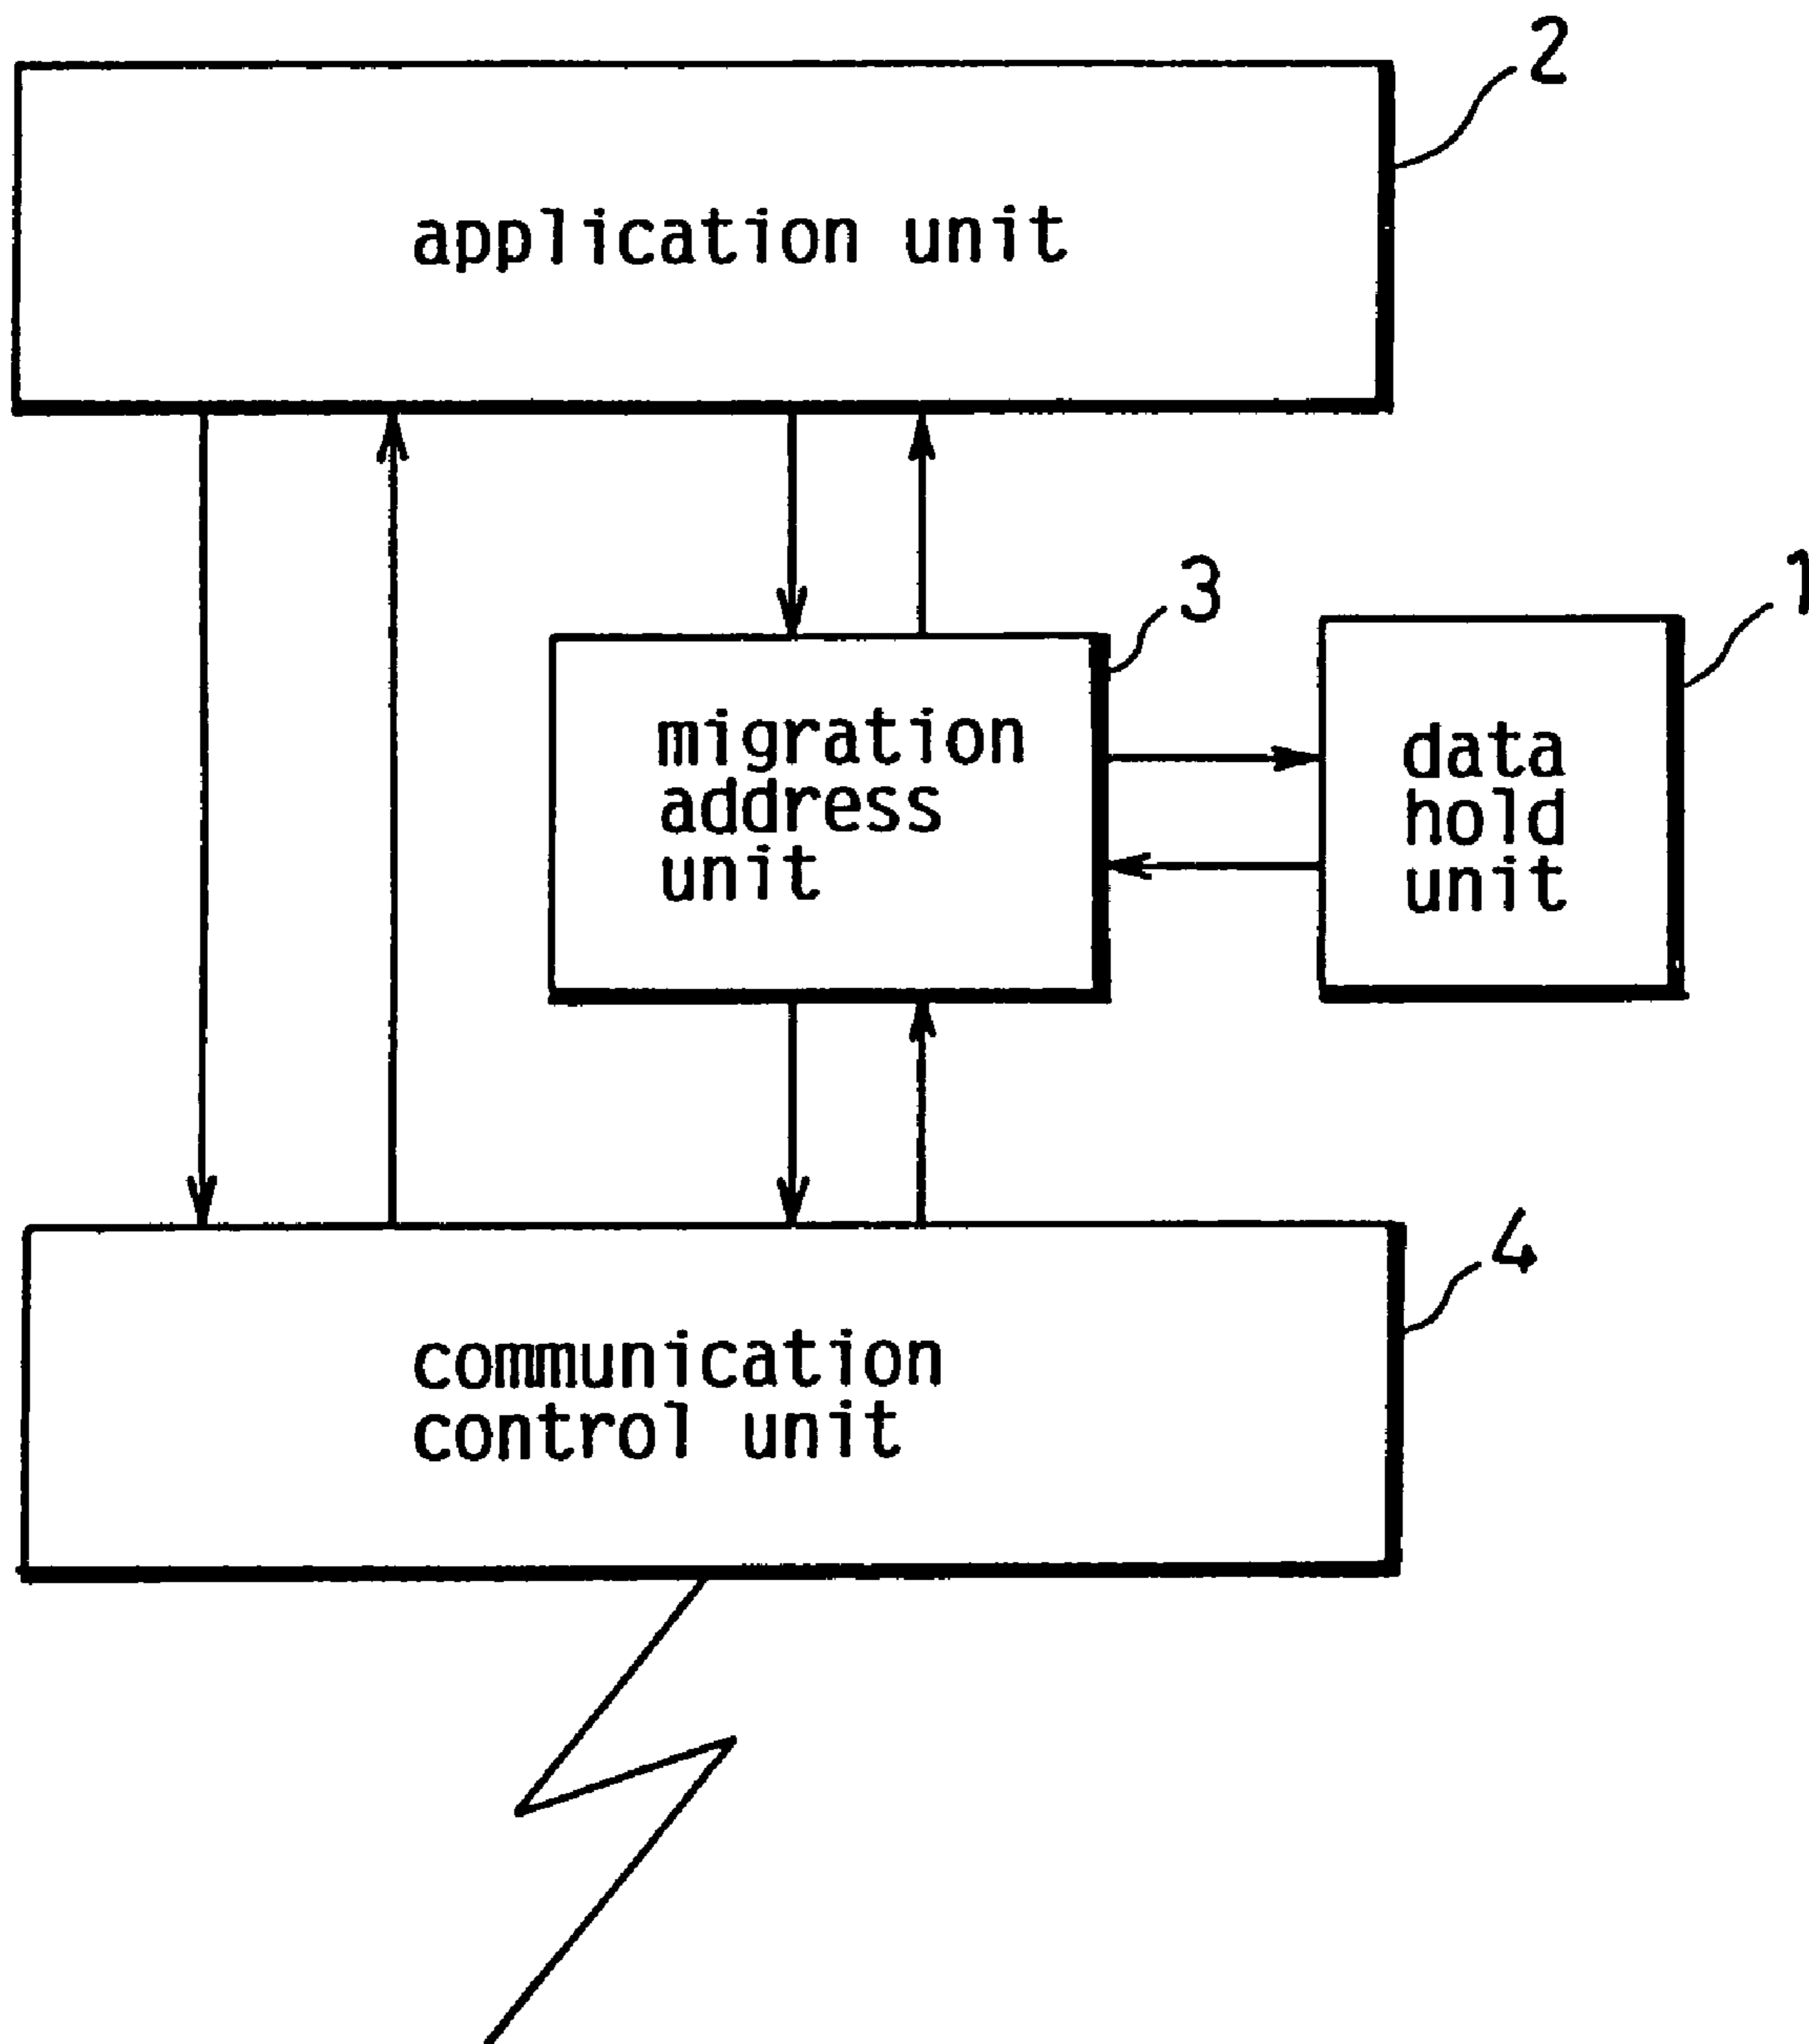 2
application unit
3
1
migration
address
unit
data
hold
unit
4
communication
control unit